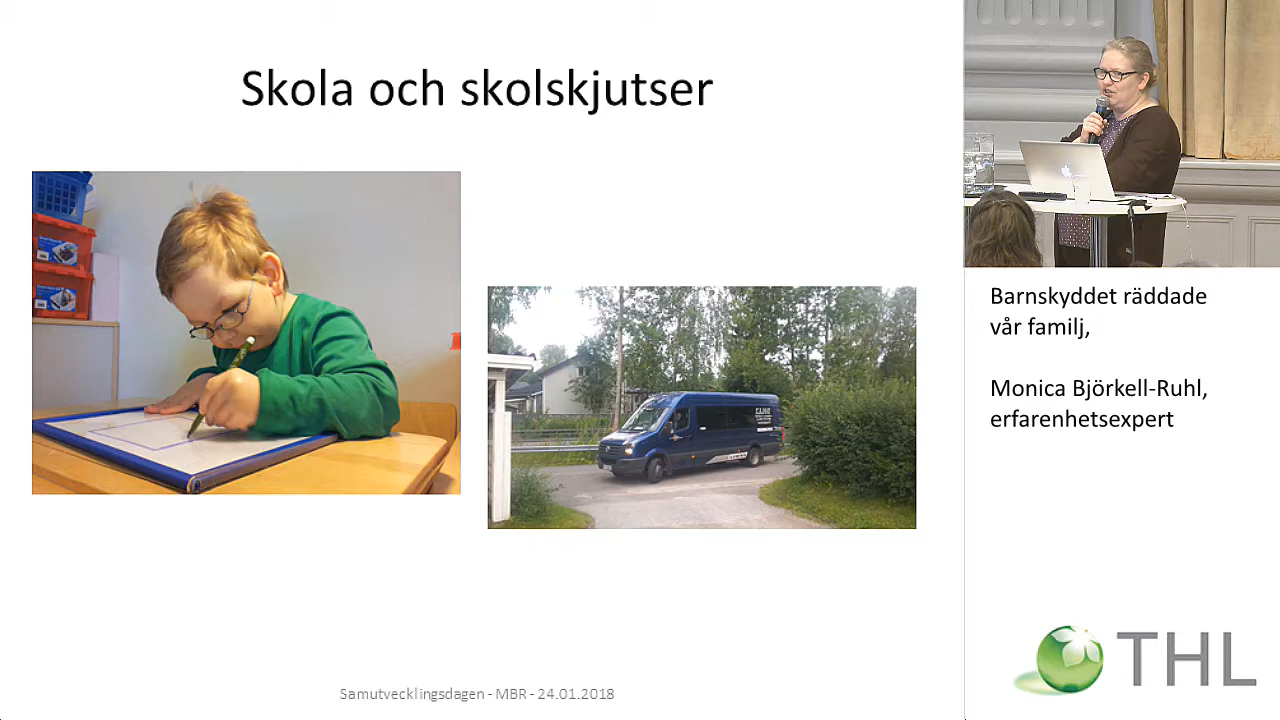 Skola och skolskjutser
Barnskyddet räddade
vår familj,
Monica Björkell-Ruhl,
erfarenhetsexpert
THL
Samutvecklingsdagen - MBR - 24.01.2018